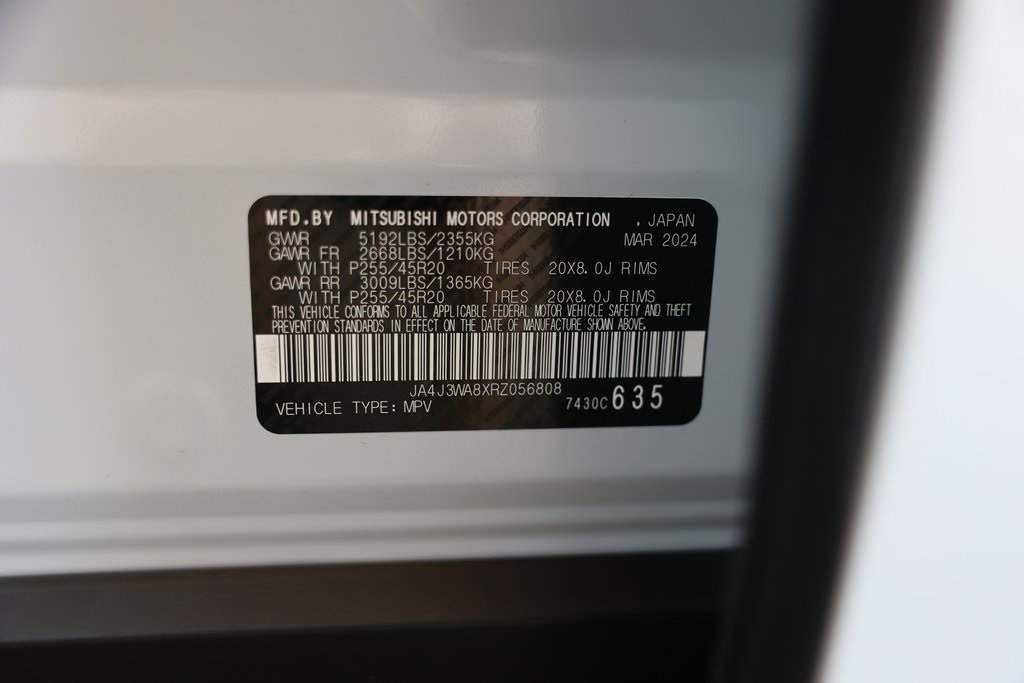 MFD.BY MITSUBISHI MOTORS CORPORATION , JAPAN
GVWR 5192LBS/2355KG MAR 2024
GAWR FR 2668LBS/1210KG
WITH P255/45R20 TIRES 20X8.0J RIMS
GAWR RR 3009LBS/1365KG
WITH P255/45R20 TIRES 20X8.0J RIMS
THIS VEHICLE CONFORMS TO ALL APPLICABLE FEDERAL MOTOR VEHICLE SAFETY AND THEFT
PREVENTION STANDARDS IN EFFECT ON THE DATE OF MANUFACTURE SHOWN ABOVE.
JA4J3WA8XRZ056808
VEHICLE TYPE: MPV 7430C 635